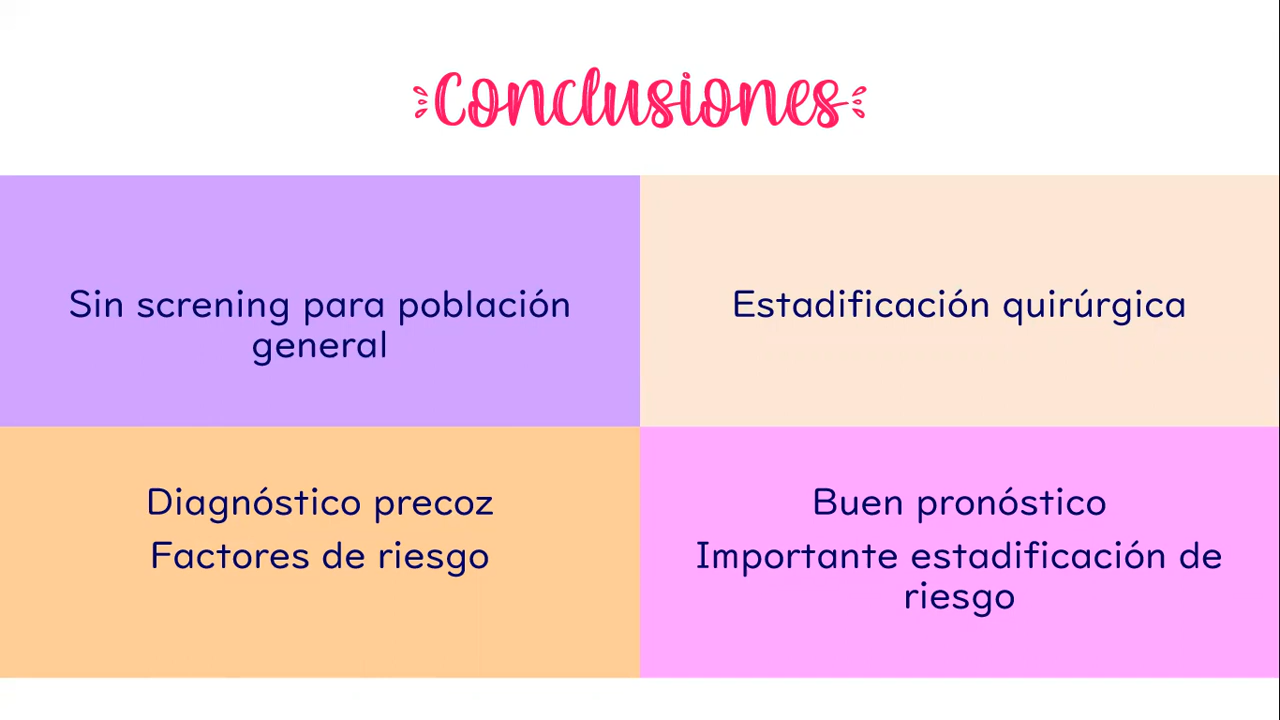 Conclusiones
Sin screning para población
general
Estadificación quirúrgica
Diagnóstico precoz
Factores de riesgo
Buen pronóstico
Importante estadificación de
riesgo